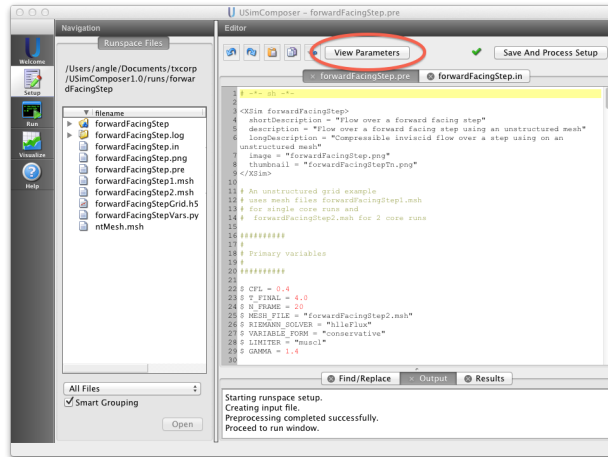 USimComposer – forwardFacingStep.pre
Navigation
Editor
Runspace Files
Welcome
Setup
Run
Visualize
Help
/Users/angle/Documents/txcorp
/USimComposer1.0/runs/forwar
dFacingStep
filename
forwardFacingStep
forwardFacingStep.log
forwardFacingStep.in
forwardFacingStep.png
forwardFacingStep.pre
forwardFacingStep1.msh
forwardFacingStep2.msh
forwardFacingStepGrid.h5
forwardFacingStepVars.py
ntMesh.msh
All Files
Smart Grouping
Open
View Parameters
Save And Process Setup
forwardFacingStep.pre
forwardFacingStep.in
1 # -*- sh -*-
2
3 <XSim forwardFacingStep>
4 shortDescription = "Flow over a forward facing step"
5 description = "Flow over a forward facing step using an unstructured mesh"
6 longDescription = "Compressible inviscid flow over a step using on an
unstructured mesh"
7 image = "forwardFacingStep.png"
8 thumbnail = "forwardFacingStepTn.png"
9 </XSim>
10
11 # An unstructured grid example
12 # uses mesh files forwardFacingStep1.msh
13 # for single core runs and
14 # forwardFacingStep2.msh for 2 core runs
15
16 ##########
17 #
18 # Primary variables
19 #
20 ##########
21
22 $ CFL = 0.4
23 $ T_FINAL = 4.0
24 $ N_FRAME = 20
25 $ MESH_FILE = "forwardFacingStep2.msh"
26 $ RIEMANN_SOLVER = "hlleFlux"
27 $ VARIABLE_FORM = "conservative"
28 $ LIMITER = "muscl"
29 $ GAMMA = 1.4
30
Find/Replace
Output
Results
Starting runspace setup.
Creating input file.
Preprocessing completed successfully.
Proceed to run window.